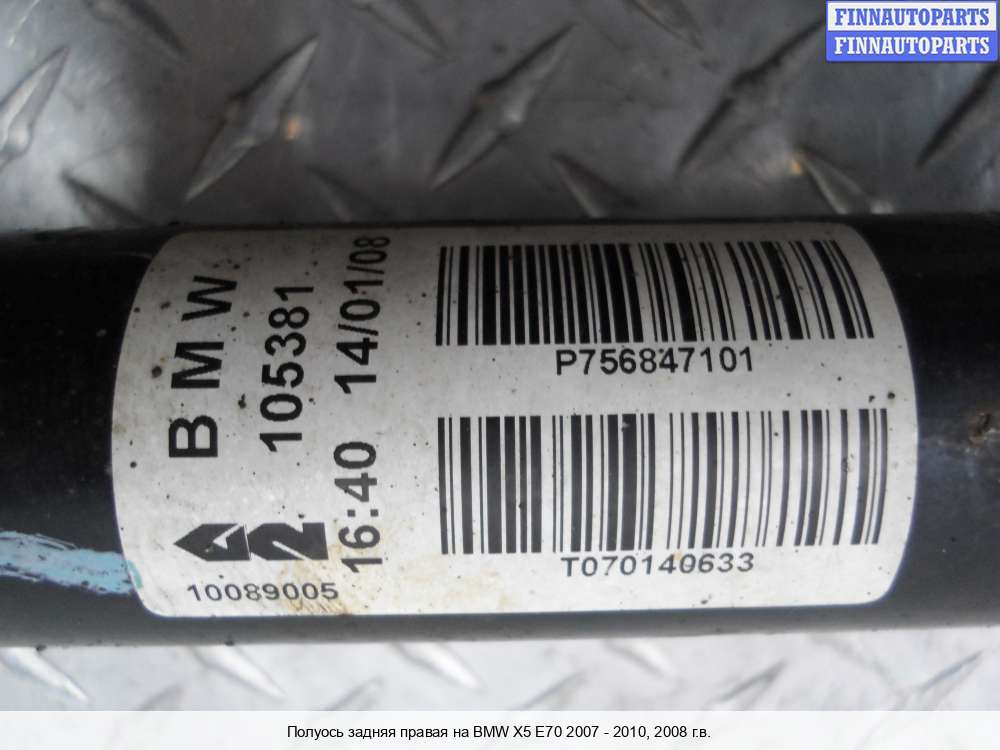 FINNAUTOPARTS
FINNAUTOPARTS
B M W
105381
16:40 14/01/08
10089005
P756847101
T070140633
Полуось задняя правая на BMW X5 E70 2007 - 2010, 2008 г.в.